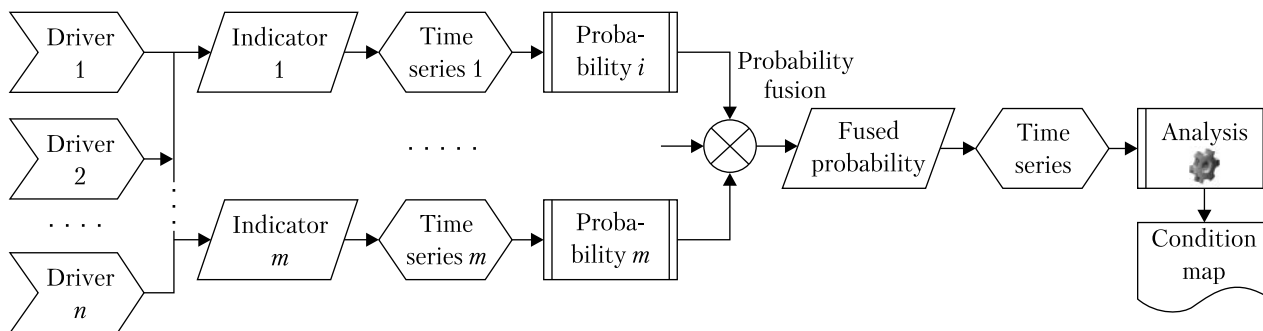 Driver
1
Indicator
1
Time
series 1
Proba-
bility i
Probability
fusion
Driver
2
Fused
probability
Time
series
Analysis
Driver
n
Indicator
m
Time
series m
Proba-
bility m
Condition
map